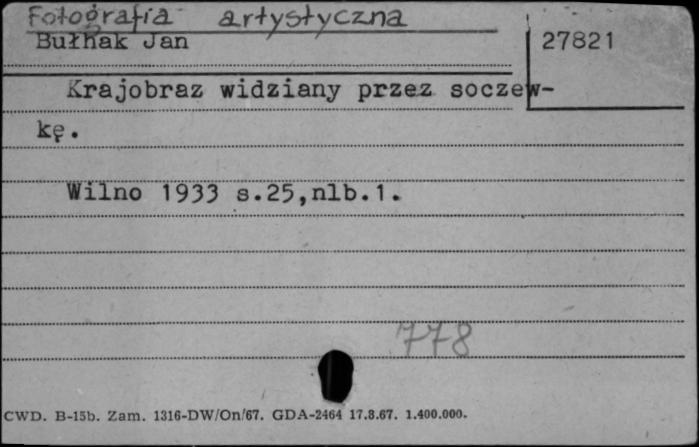 Fotografia artystyczna
Bułhak Jan
27821
Krajobraz widziany przez soczew-
kę.
Wilno 1933 s.25,nlb.1.
778
CWD. B-15b. Zam. 1316-DW/On/67. GDA-2464 17.8.67. 1.400.000.